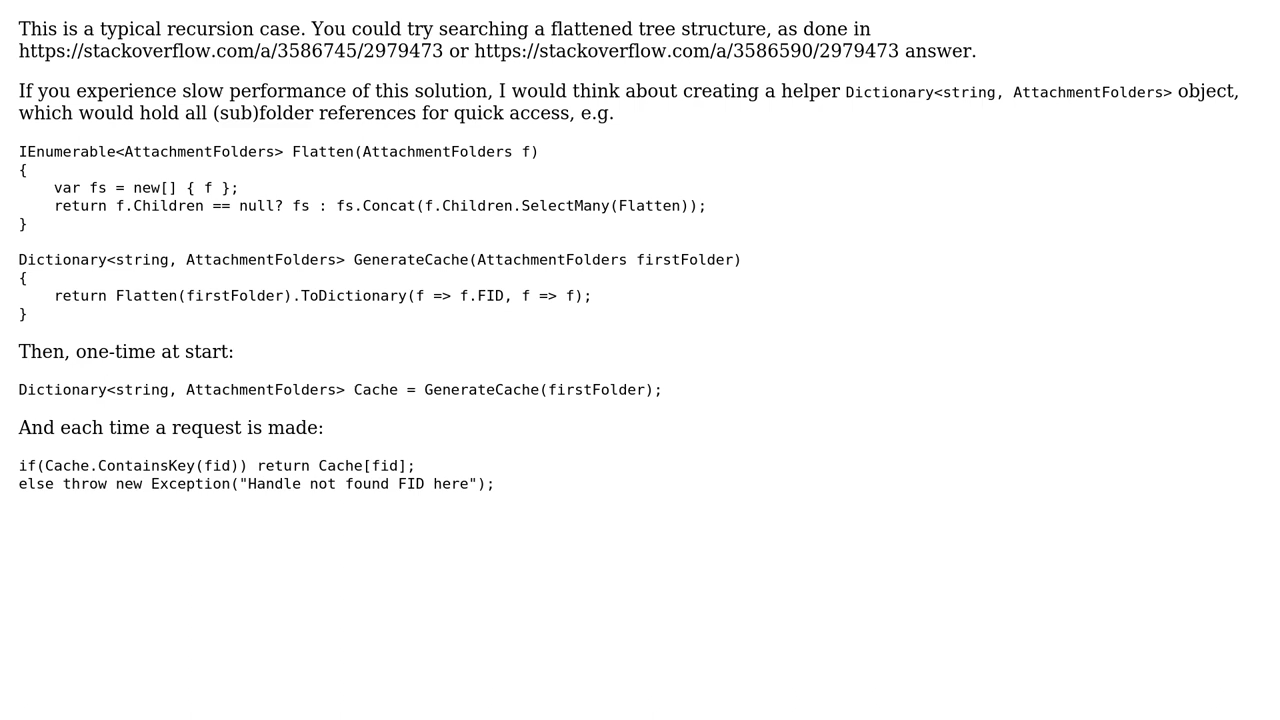 This is a typical recursion case. You could try searching a flattened tree structure, as done in
https://stackoverflow.com/a/3586745/2979473 or https://stackoverflow.com/a/3586590/2979473 answer.
If you experience slow performance of this solution, I would think about creating a helper Dictionary<string, AttachmentFolders> object,
which would hold all (sub)folder references for quick access, e.g.
IEnumerable<AttachmentFolders> Flatten(AttachmentFolders f)
{
    var fs = new[] { f };
    return f.Children == null? fs : fs.Concat(f.Children.SelectMany(Flatten));
}
Dictionary<string, AttachmentFolders> GenerateCache(AttachmentFolders firstFolder)
{
    return Flatten(firstFolder).ToDictionary(f => f.FID, f => f);
}
Then, one-time at start:
Dictionary<string, AttachmentFolders> Cache = GenerateCache(firstFolder);
And each time a request is made:
if(Cache.ContainsKey(fid)) return Cache[fid];
else throw new Exception("Handle not found FID here");